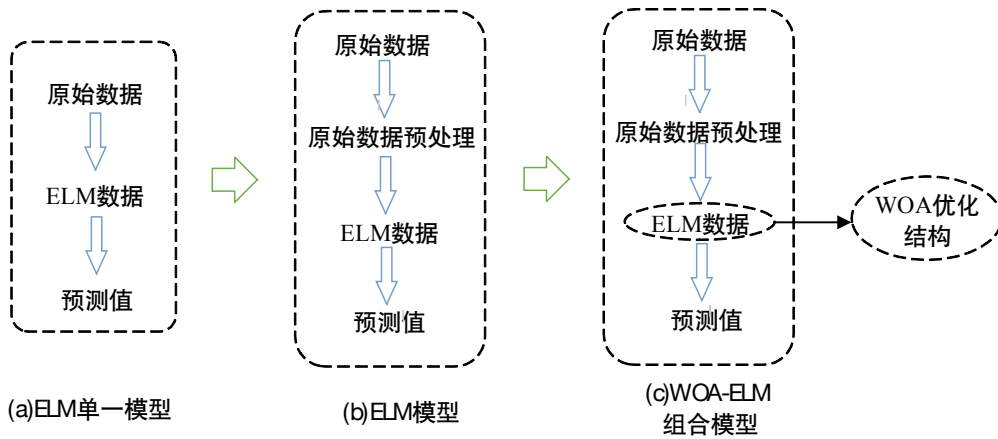 原始数据
ELM数据
预测值
(a)ELM单一模型
原始数据
原始数据预处理
ELM数据
预测值
(b)ELM模型
原始数据
原始数据预处理
ELM数据
预测值
WOA优化
结构
(c)WOA-ELM
组合模型